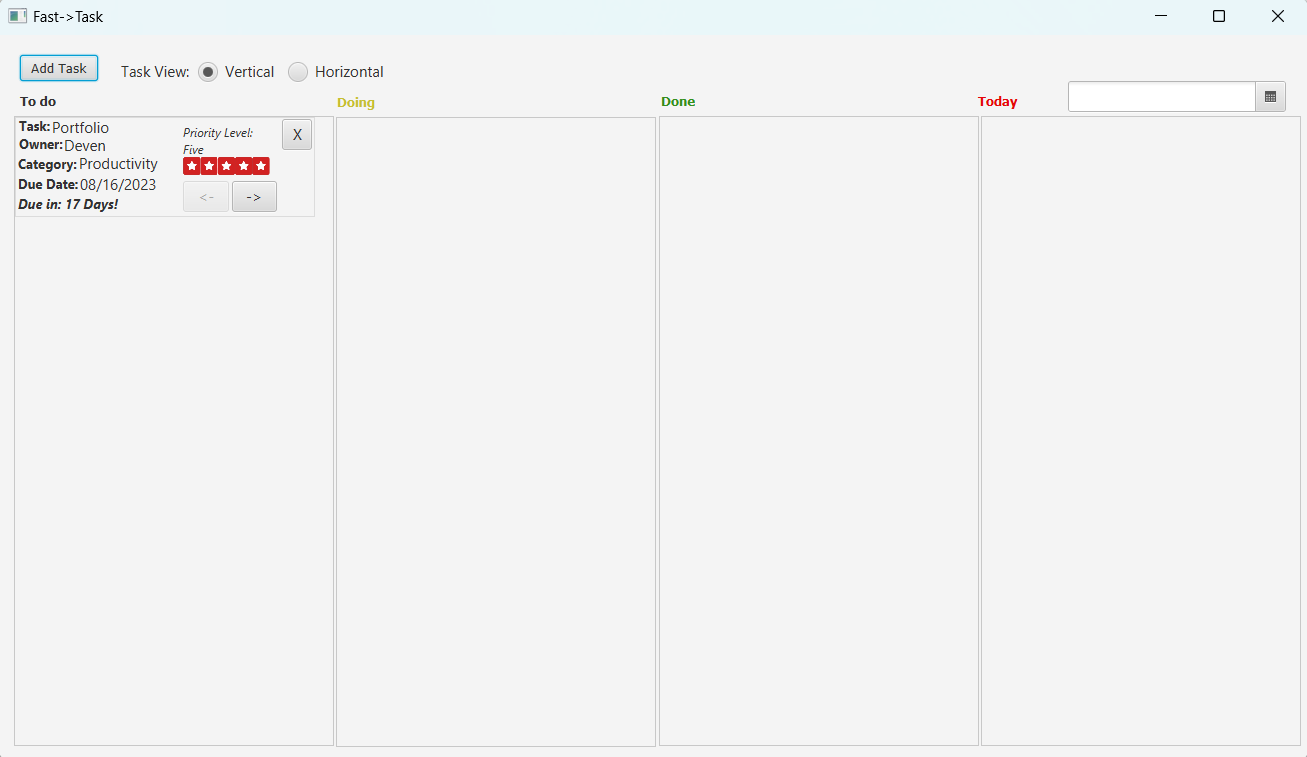 Fast->Task
Add Task
Task View: Vertical Horizontal
To do
Doing
Done
Today
Task: Portfolio
Owner: Deven
Category: Productivity
Due Date: 08/16/2023
Due in: 17 Days!
Priority Level:
Five
X
<- ->